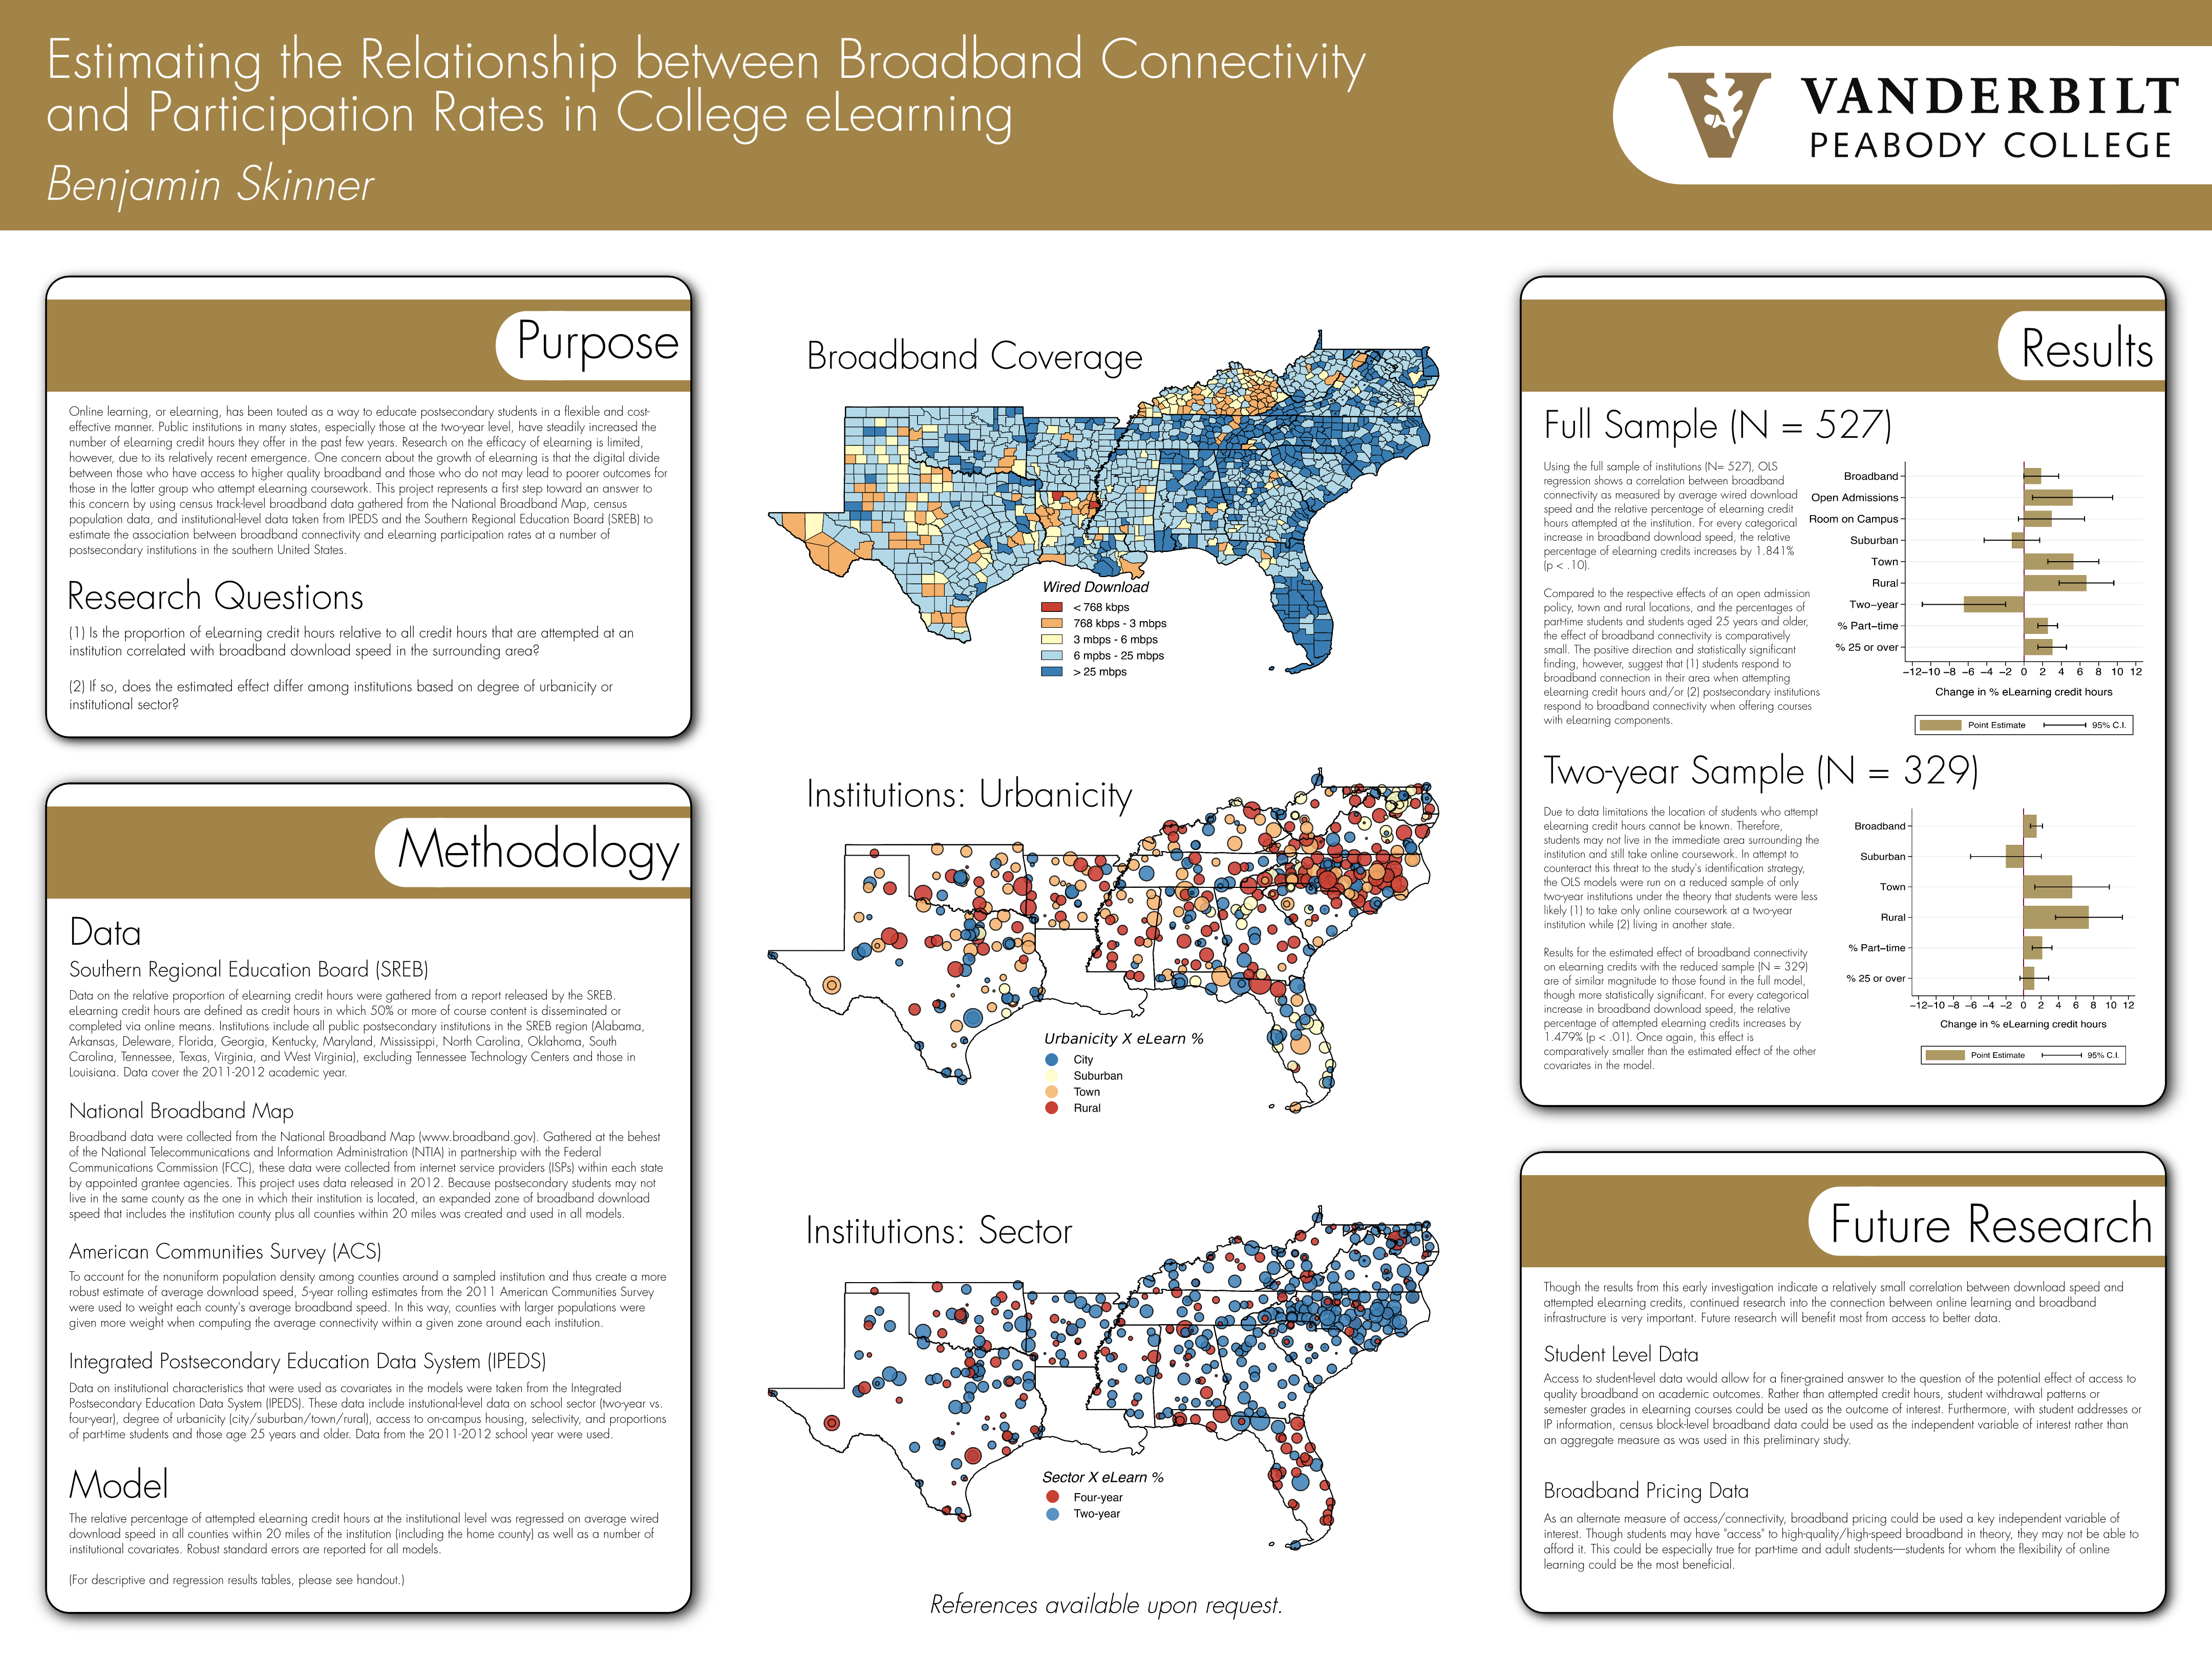 Estimating the Relationship between Broadband Connectivity
and Participation Rates in College eLearning
Benjamin Skinner
VANDERBILT
PEABODY COLLEGE
Purpose
Online learning, or eLearning, has been touted as a way to educate postsecondary students in a flexible and cost-
effective manner. Public institutions in many states, especially those at the two-year level, have steadily increased the
number of eLearning credit hours they offer in the past few years. Research on the efficacy of eLearning is limited,
however, due to its relatively recent emergence. One concern about the growth of eLearning is that the digital divide
between those who have access to higher quality broadband and those who do not may lead to poorer outcomes for
those in the latter group who attempt eLearning coursework. This project represents a first step toward an answer to
this concern by using census track-level broadband data gathered from the National Broadband Map, census
population data, and institutional-level data taken from IPEDS and the Southern Regional Education Board (SREB) to
estimate the association between broadband connectivity and eLearning participation rates at a number of
postsecondary institutions in the southern United States.
Research Questions
(1) Is the proportion of eLearning credit hours relative to all credit hours that are attempted at an
institution correlated with broadband download speed in the surrounding area?
(2) If so, does the estimated effect differ among institutions based on degree of urbanicity or
institutional sector?
Methodology
Data
Southern Regional Education Board (SREB)
Data on the relative proportion of eLearning credit hours were gathered from a report released by the SREB.
eLearning credit hours are defined as credit hours in which 50% or more of course content is disseminated or
completed via online means. Institutions include all public postsecondary institutions in the SREB region (Alabama,
Arkansas, Deleware, Florida, Georgia, Kentucky, Maryland, Mississippi, North Carolina, Oklahoma, South
Carolina, Tennessee, Texas, Virginia, and West Virginia), excluding Tennessee Technology Centers and those in
Louisiana. Data cover the 2011-2012 academic year.
National Broadband Map
Broadband data were collected from the National Broadband Map (www.broadband.gov). Gathered at the behest
of the National Telecommunications and Information Administration (NTIA) in partnership with the Federal
Communications Commission (FCC), these data were collected from internet service providers (ISPs) within each state
by appointed grantee agencies. This project uses data released in 2012. Because postsecondary students may not
live in the same county as the one in which their institution is located, an expanded zone of broadband download
speed that includes the institution county plus all counties within 20 miles was created and used in all models.
American Communities Survey (ACS)
To account for the nonuniform population density among counties around a sampled institution and thus create a more
robust estimate of average download speed, 5-year rolling estimates from the 2011 American Communities Survey
were used to weight each county's average broadband speed. In this way, counties with larger populations were
given more weight when computing the average connectivity within a given zone around each institution.
Integrated Postsecondary Education Data System (IPEDS)
Data on institutional characteristics that were used as covariates in the models were taken from the Integrated
Postsecondary Education Data System (IPEDS). These data include instutional-level data on school sector (two-year vs.
four-year), degree of urbanicity (city/suburban/town/rural), access to on-campus housing, selectivity, and proportions
of part-time students and those age 25 years and older. Data from the 2011-2012 school year were used.
Model
The relative percentage of attempted eLearning credit hours at the institutional level was regressed on average wired
download speed in all counties within 20 miles of the institution (including the home county) as well as a number of
institutional covariates. Robust standard errors are reported for all models.
(For descriptive and regression results tables, please see handout.)
Broadband Coverage
Wired Download
< 768 kbps
768 kbps - 3 mbps
3 mbps - 6 mbps
6 mpbs - 25 mbps
> 25 mbps
Institutions: Urbanicity
Urbanicity X eLearn %
City
Suburban
Town
Rural
Institutions: Sector
Sector X eLearn %
Four-year
Two-year
References available upon request.
Results
Full Sample (N = 527)
Using the full sample of institutions (N= 527), OLS
regression shows a correlation between broadband
connectivity as measured by average wired download
speed and the relative percentage of eLearning credit
hours attempted at the institution. For every categorical
increase in broadband download speed, the relative
percentage of eLearning credits increases by 1.841%
(p < .10).
Compared to the respective effects of an open admission
policy, town and rural locations, and the percentages of
part-time students and students aged 25 years and older,
the effect of broadband connectivity is comparatively
small. The positive direction and statistically significant
finding, however, suggest that (1) students respond to
broadband connection in their area when attempting
eLearning credit hours and/or (2) postsecondary institutions
respond to broadband connectivity when offering courses
with eLearning components.
Broadband
Open Admissions
Room on Campus
Suburban
Town
Rural
Two-year
% Part-time
% 25 or over
-12 -10 -8 -6 -4 -2 0 2 4 6 8 10 12
Change in % eLearning credit hours
Point Estimate 95% C.I.
Two-year Sample (N = 329)
Due to data limitations the location of students who attempt
eLearning credit hours cannot be known. Therefore,
students may not live in the immediate area surrounding the
institution and still take online coursework. In attempt to
counteract this threat to the study's identification strategy,
the OLS models were run on a reduced sample of only
two-year institutions under the theory that students were less
likely (1) to take only online coursework at a two-year
institution while (2) living in another state.
Results for the estimated effect of broadband connectivity
on eLearning credits with the reduced sample (N = 329)
are of similar magnitude to those found in the full model,
though more statistically significant. For every categorical
increase in broadband download speed, the relative
percentage of attempted eLearning credits increases by
1.479% (p < .01). Once again, this effect is
comparatively smaller than the estimated effect of the other
covariates in the model.
Broadband
Suburban
Town
Rural
% Part-time
% 25 or over
-12 -10 -8 -6 -4 -2 0 2 4 6 8 10 12
Change in % eLearning credit hours
Point Estimate 95% C.I.
Future Research
Though the results from this early investigation indicate a relatively small correlation between download speed and
attempted eLearning credits, continued research into the connection between online learning and broadband
infrastructure is very important. Future research will benefit most from access to better data.
Student Level Data
Access to student-level data would allow for a finer-grained answer to the question of the potential effect of access to
quality broadband on academic outcomes. Rather than attempted credit hours, student withdrawal patterns or
semester grades in eLearning courses could be used as the outcome of interest. Furthermore, with student addresses or
IP information, census block-level broadband data could be used as the independent variable of interest rather than
an aggregate measure as was used in this preliminary study.
Broadband Pricing Data
As an alternate measure of access/connectivity, broadband pricing could be used a key independent variable of
interest. Though students may have "access" to high-quality/high-speed broadband in theory, they may not be able to
afford it. This could be especially true for part-time and adult students—students for whom the flexibility of online
learning could be the most beneficial.